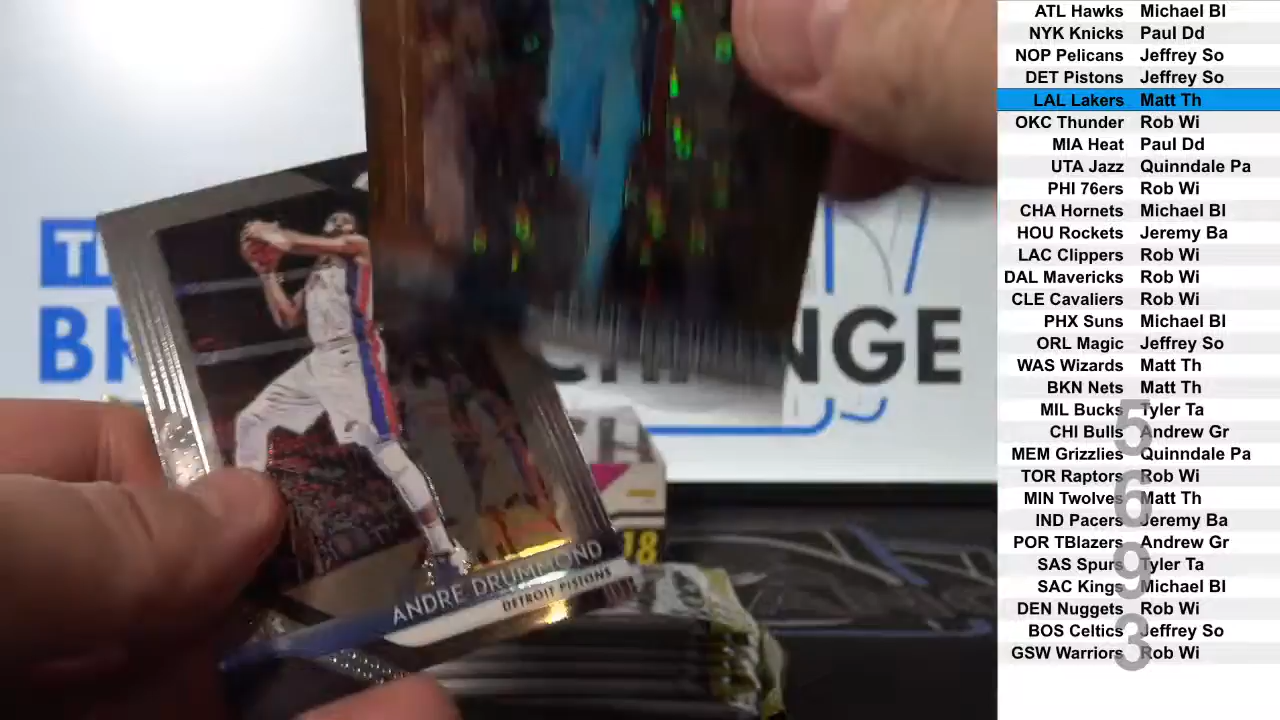 ATL Hawks Michael Bl
NYK Knicks Paul Dd
NOP Pelicans Jeffrey So
DET Pistons Jeffrey So
LAL Lakers Matt Th
OKC Thunder Rob Wi
MIA Heat Paul Dd
UTA Jazz Quinndale Pa
PHI 76ers Rob Wi
CHA Hornets Michael Bl
HOU Rockets Jeremy Ba
LAC Clippers Rob Wi
DAL Mavericks Rob Wi
CLE Cavaliers Rob Wi
PHX Suns Michael Bl
ORL Magic Jeffrey So
WAS Wizards Matt Th
BKN Nets Matt Th
MIL Bucks Tyler Ta
CHI Bulls Andrew Gr
MEM Grizzlies Quinndale Pa
TOR Raptors Rob Wi
MIN Twolves Matt Th
IND Pacers Jeremy Ba
POR TBlazers Andrew Gr
SAS Spurs Tyler Ta
SAC Kings Michael Bl
DEN Nuggets Rob Wi
BOS Celtics Jeffrey So
GSW Warriors Rob Wi
5
6
9
3
ANDRE DRUMMOND
DETROIT PISTONS
18